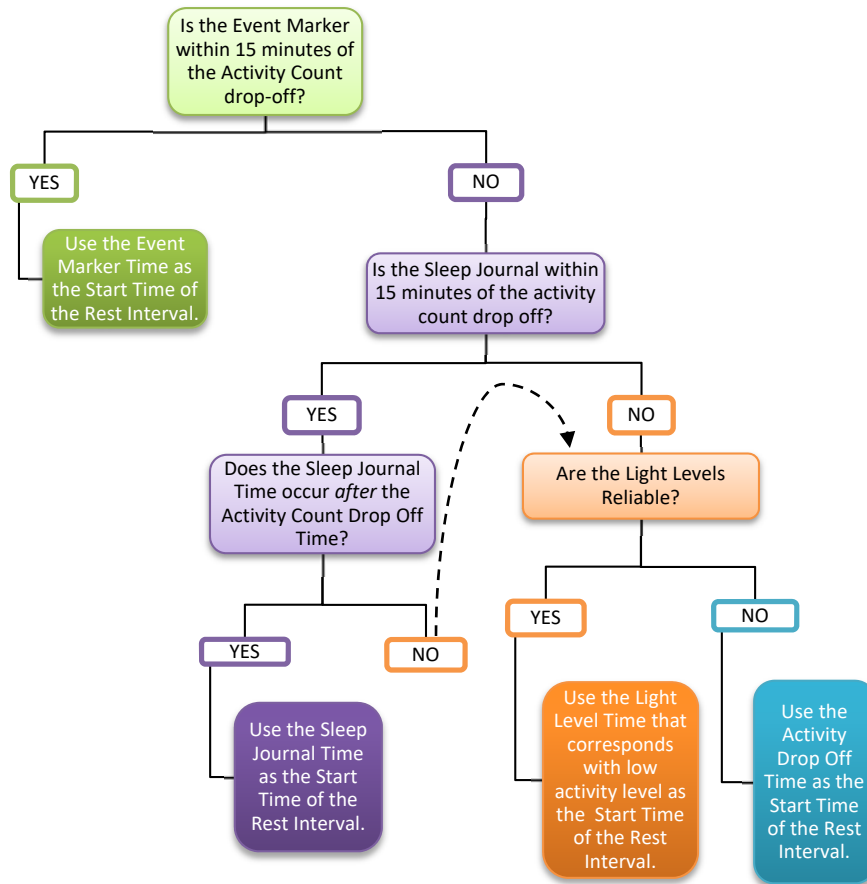 Is the Event Marker
within 15 minutes of
the Activity Count
drop-off?
YES
NO
Use the Event
Marker Time as
the Start Time of
the Rest Interval.
Is the Sleep Journal within
15 minutes of the activity
count drop off?
YES
NO
Does the Sleep Journal
Time occur after the
Activity Count Drop Off
Time?
Are the Light Levels
Reliable?
YES
NO
YES
NO
Use the Sleep
Journal Time
as the Start
Time of the
Rest Interval.
Use the Light
Level Time that
corresponds
with low
activity level as
the Start Time
of the Rest
Interval.
Use the
Activity
Drop Off
Time as the
Start Time
of the Rest
Interval.